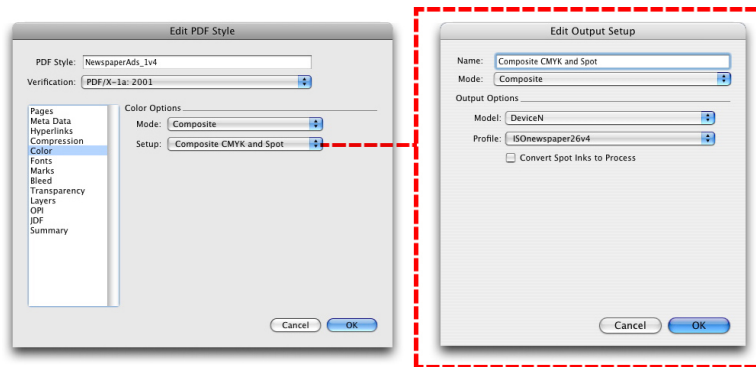 Edit PDF Style
PDF Style: NewspaperAds_1v4
Verification: PDF/X-1a: 2001
Pages
Meta Data
Hyperlinks
Compression
Color
Fonts
Marks
Bleed
Transparency
Layers
OPI
JDF
Summary
Color Options
Mode: Composite
Setup: Composite CMYK and Spot
Cancel OK
Edit Output Setup
Name: Composite CMYK and Spot
Mode: Composite
Output Options
Model: DeviceN
Profile: ISOnewspaper26v4
Convert Spot Inks to Process
Cancel OK